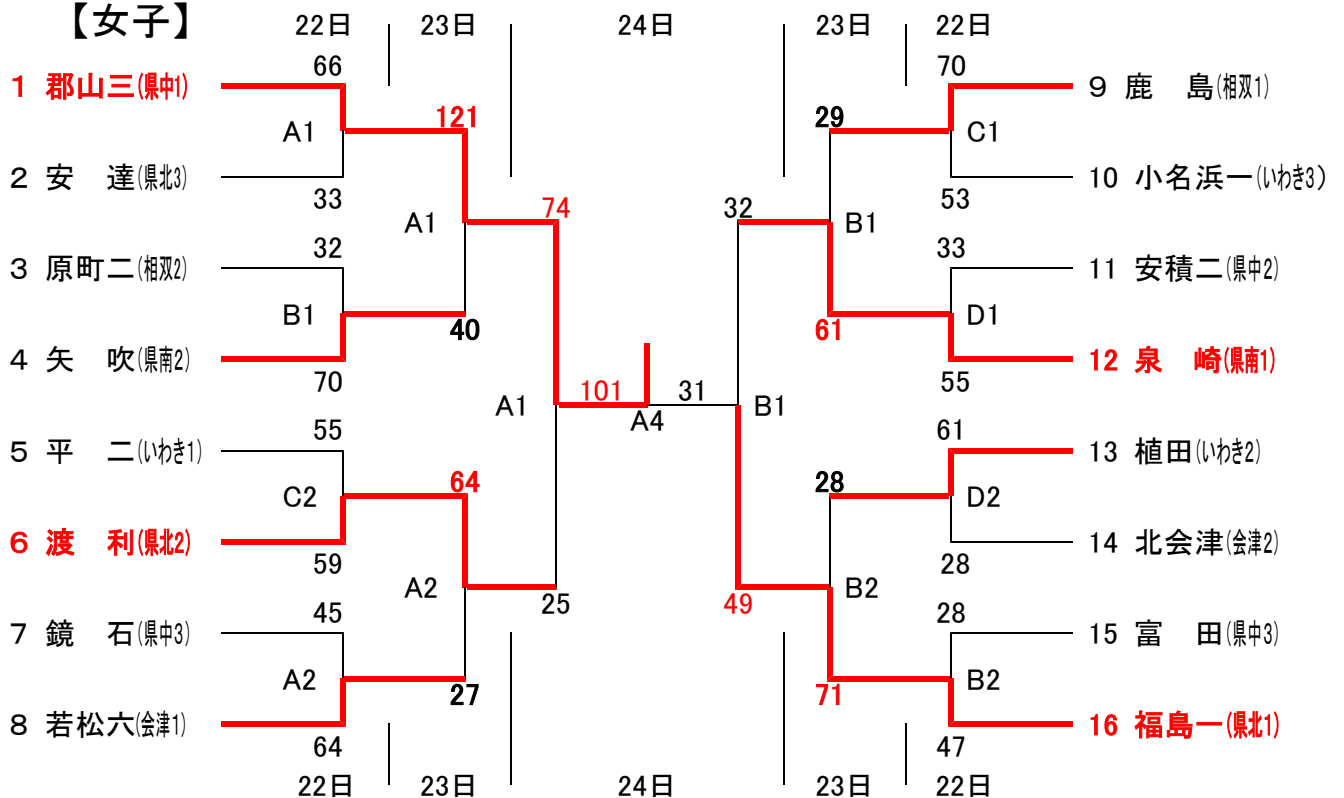 【女子】
22日 23日 24日 23日 22日
66 70
1 郡山三(県中1) 121 29 9 鹿 島(相双1)
A1 C1
2 安 達(県北3) 10 小名浜一(いわき3)
33 53
74 32
32 A1 B1 33
3 原町二(相双2) 11 安積二(県中2)
B1 D1
40 61
4 矢 吹(県南2) 12 泉 崎(県南1)
70 55
101 31
A1 A4 B1
55 61
5 平 二(いわき1) 13 植田(いわき2)
64 28
C2 D2
6 渡 利(県北2) 14 北会津(会津2)
59 28
A2 B2
25 49
45 28
7 鏡 石(県中3) 15 富 田(県中3)
A2 B2
27 71
8 若松六(会津1) 16 福島一(県北1)
64 47
22日 23日 24日 23日 22日